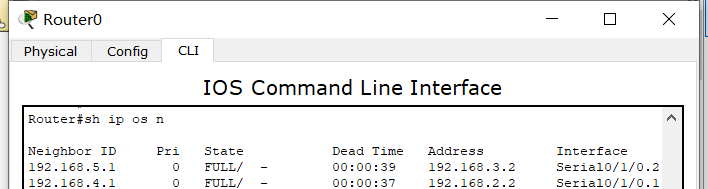 Router0
Physical Config CLI
IOS Command Line Interface
Router#sh ip os n
Neighbor ID Pri State Dead Time Address Interface
192.168.5.1 0 FULL/ - 00:00:39 192.168.3.2 Serial0/1/0.2
192.168.4.1 0 FULL/ - 00:00:37 192.168.2.2 Serial0/1/0.1